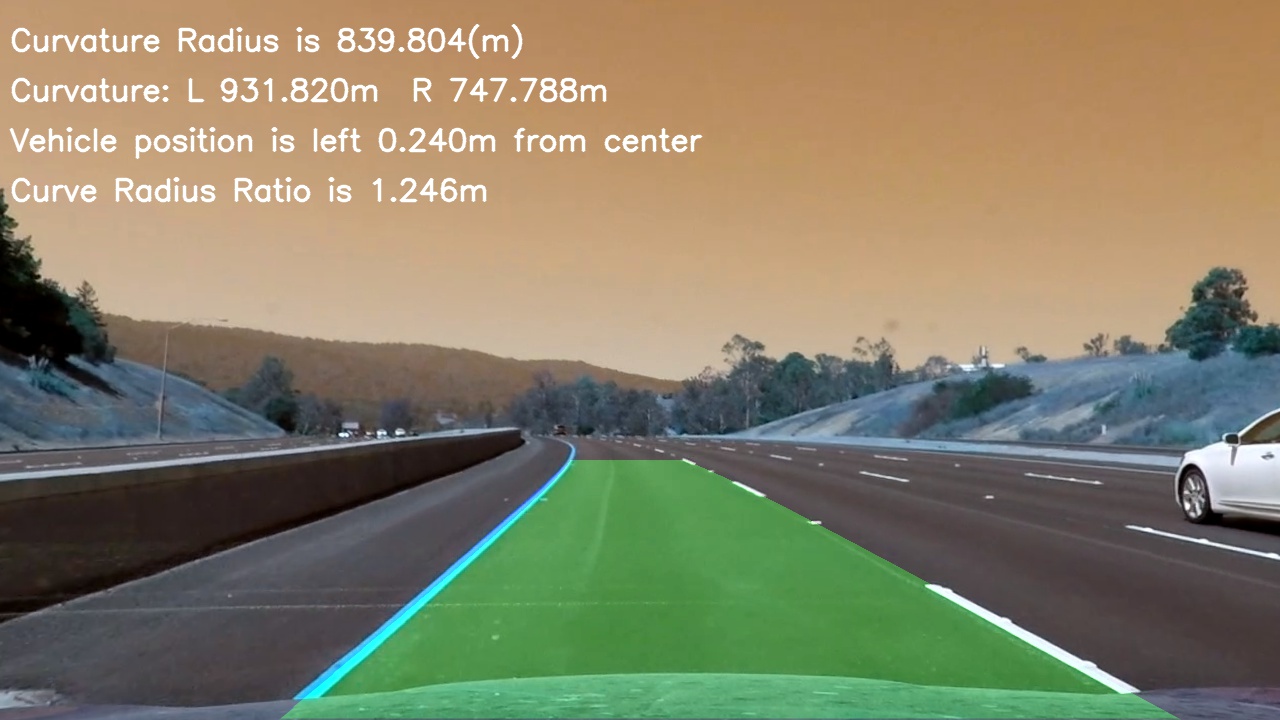 Curvature Radius is 839.804(m)
Curvature: L 931.820m R 747.788m
Vehicle position is left 0.240m from center
Curve Radius Ratio is 1.246m